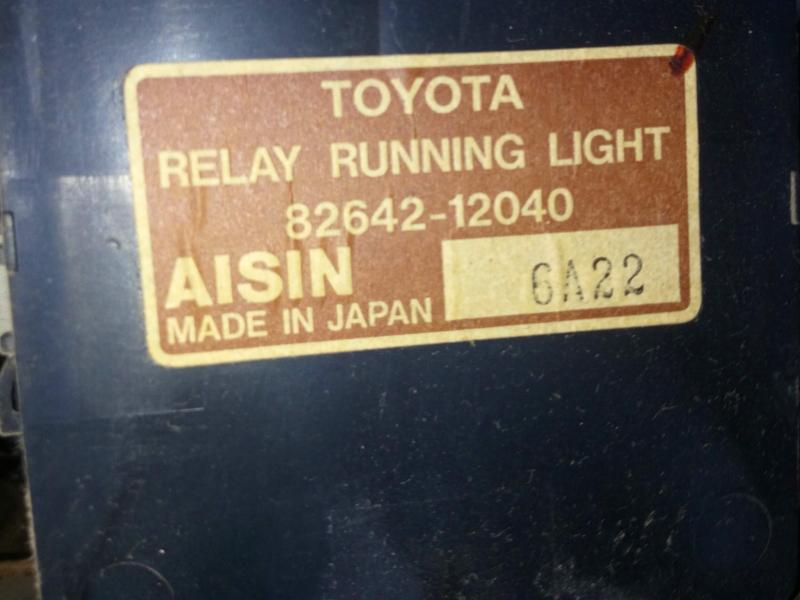 TOYOTA
RELAY RUNNING LIGHT
82642-12040
AISIN
6A22
MADE IN JAPAN